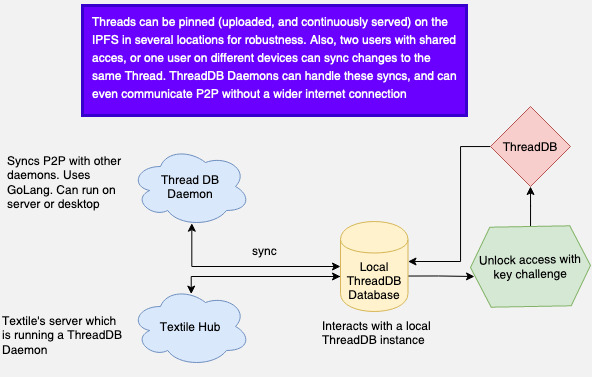 Threads can be pinned (uploaded, and continuously served) on the
IPFS in several locations for robustness. Also, two users with shared
acces, or one user on different devices can sync changes to
the same Thread. ThreadDB Daemons can handle these syncs, and can
even communicate P2P without a wider internet connection
ThreadDB
Syncs P2P with other
daemons. Uses
GoLang. Can run on
server or desktop
Thread DB
Daemon
sync
Local
ThreadDB
Database
Unlock access with
key challenge
Textile's server which
is running a ThreadDB
Daemon
Textile Hub
Interacts with a local
ThreadDB instance